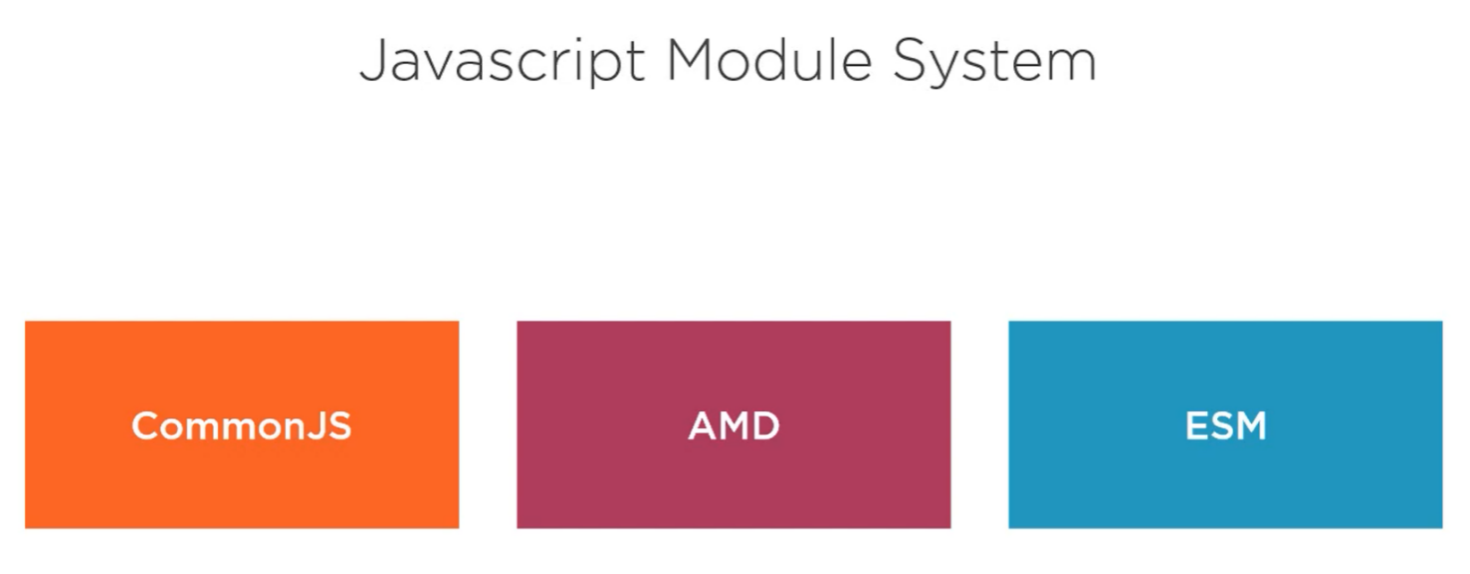 Javascript Module System
CommonJS
AMD
ESM